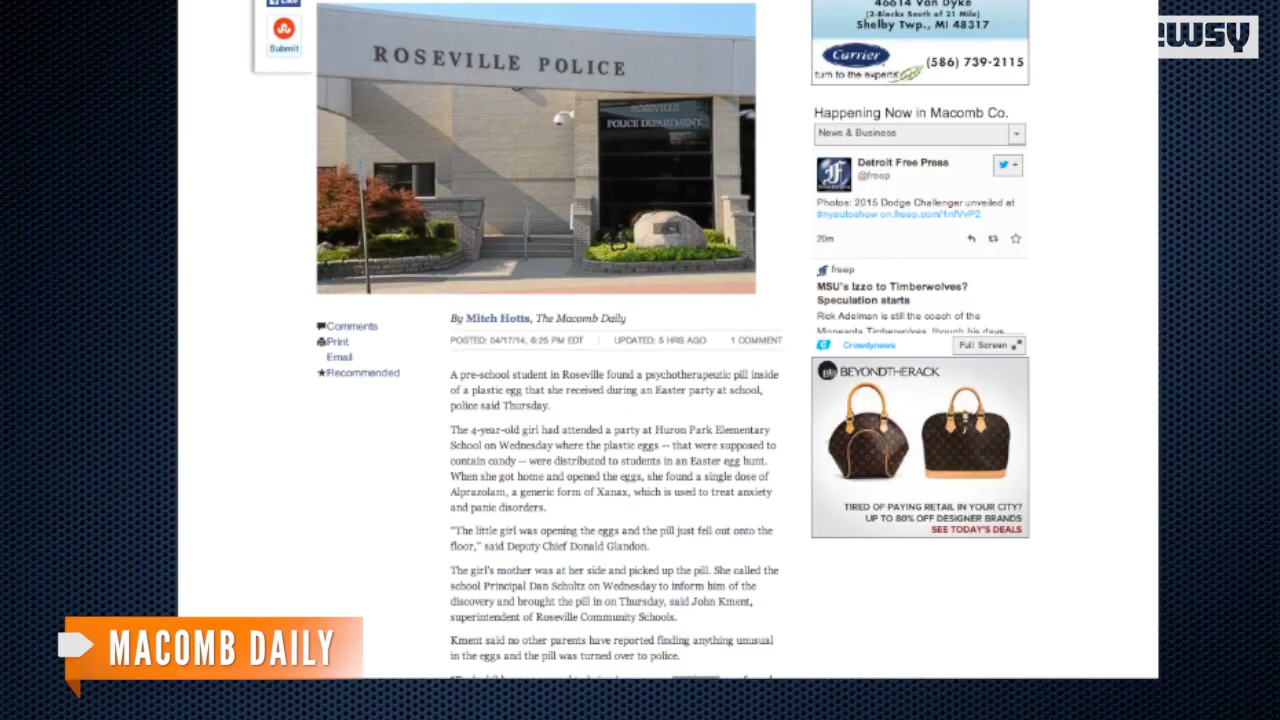 Like
Submit
ROSEVILLE POLICE
ROSEVILLE
POLICE DEPARTMENT
46614 Van Dyke
(2-Blocks South of 21 Mile)
Shelby Twp., MI 48317
Carrier
turn to the experts
(586) 739-2115
ewsy
Happening Now in Macomb Co.
News & Business
Detroit Free Press
@freep
Photos: 2015 Dodge Challenger unveiled at
#nyautoshow on.freep.com/1nfVvP2
20m
freep
MSU's Izzo to Timberwolves?
Speculation starts
Rick Adelman is still the coach of the
Minnesota Timberwolves, though his days
Crowdynews
Full Screen
BEYONDTHERACK
TIRED OF PAYING RETAIL IN YOUR CITY?
UP TO 80% OFF DESIGNER BRANDS
SEE TODAY'S DEALS
Comments
Print
Email
Recommended
By Mitch Hotts, The Macomb Daily
POSTED: 04/17/14, 6:25 PM EDT | UPDATED: 5 HRS AGO 1 COMMENT
A pre-school student in Roseville found a psychotherapeutic pill inside
of a plastic egg that she received during an Easter party at school,
police said Thursday.
The 4-year-old girl had attended a party at Huron Park Elementary
School on Wednesday where the plastic eggs -- that were supposed to
contain candy -- were distributed to students in an Easter egg hunt.
When she got home and opened the eggs, she found a single dose of
Alprazolam, a generic form of Xanax, which is used to treat anxiety
and panic disorders.
"The little girl was opening the eggs and the pill just fell out onto the
floor," said Deputy Chief Donald Glandon.
The girl's mother was at her side and picked up the pill. She called the
school Principal Dan Schultz on Wednesday to inform him of the
discovery and brought the pill in on Thursday, said John Kment,
superintendent of Roseville Community Schools.
Kment said no other parents have reported finding anything unusual
in the eggs and the pill was turned over to police.
MACOMB DAILY